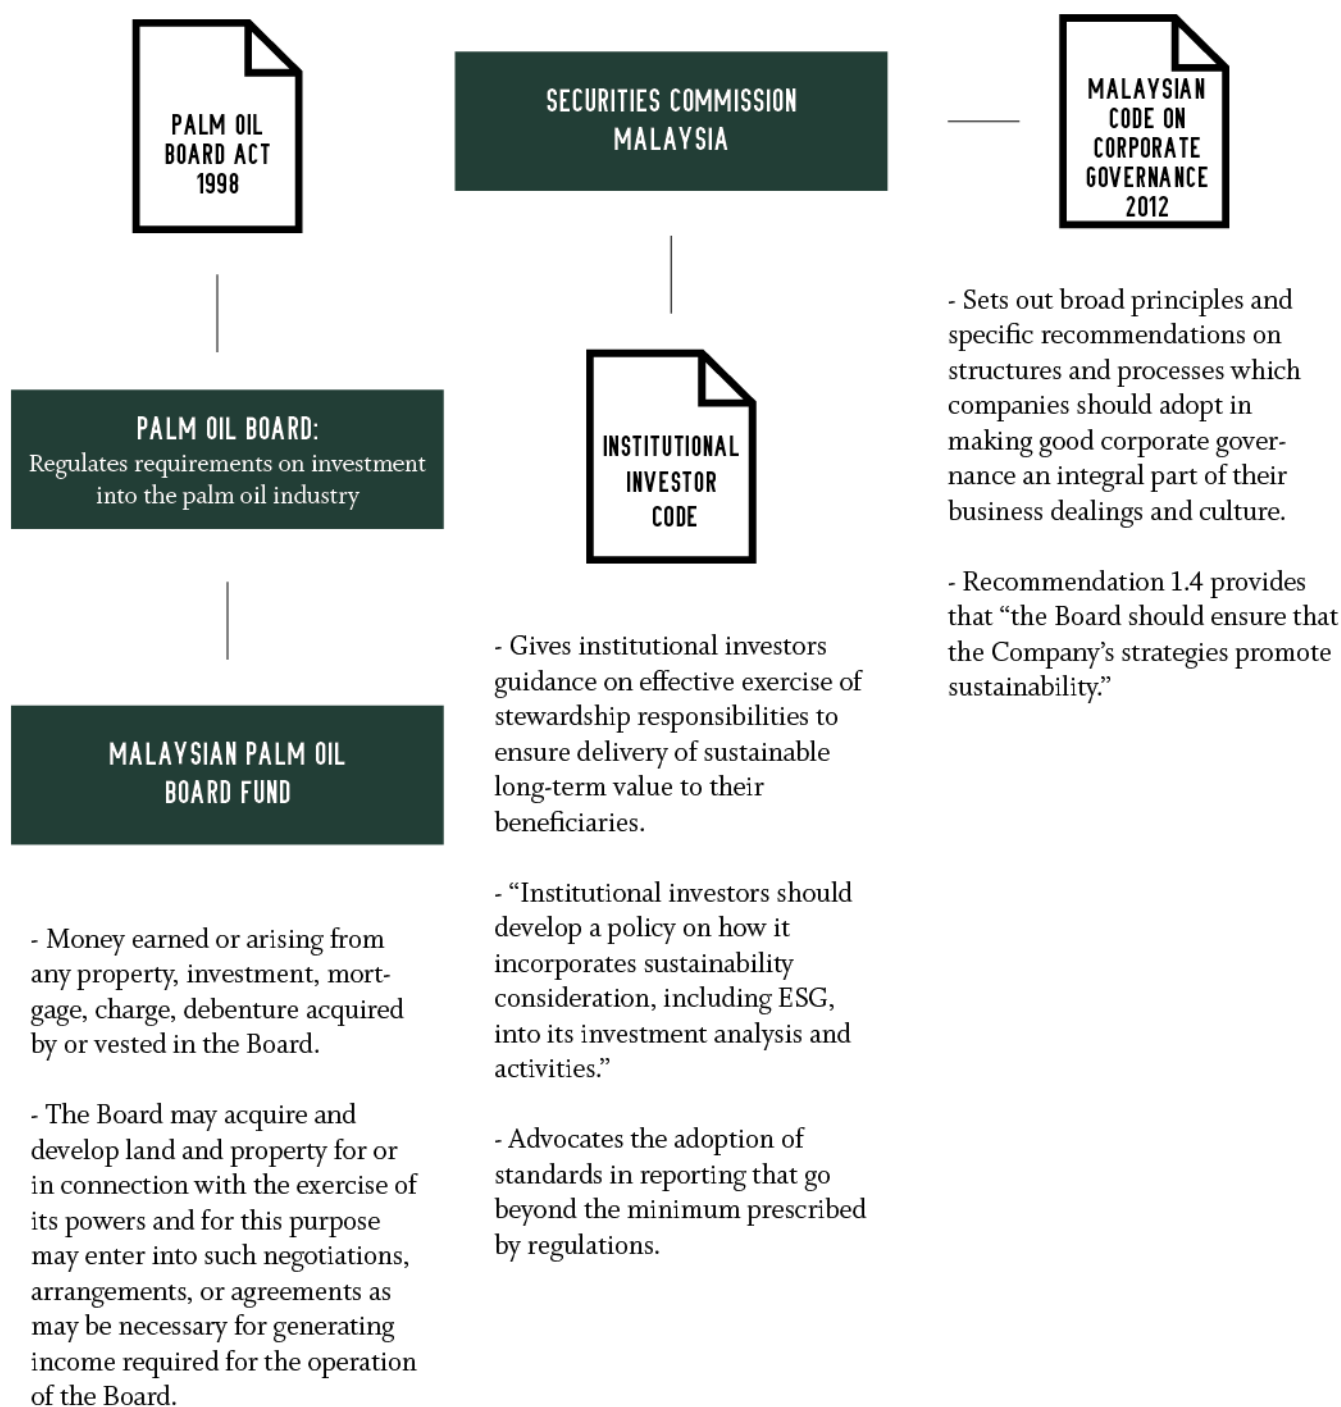 PALM OIL
BOARD ACT
1998
PALM OIL BOARD:
Regulates requirements on investment
into the palm oil industry
MALAYSIAN PALM OIL
BOARD FUND
- Money earned or arising from
any property, investment, mort-
gage, charge, debenture acquired
by or vested in the Board.
- The Board may acquire and
develop land and property for or
in connection with the exercise of
its powers and for this purpose
may enter into such negotiations,
arrangements, or agreements as
may be necessary for generating
income required for the operation
of the Board.
SECURITIES COMMISSION
MALAYSIA
INSTITUTIONAL
INVESTOR
CODE
- Gives institutional investors
guidance on effective exercise of
stewardship responsibilities to
ensure delivery of sustainable
long-term value to their
beneficiaries.
- “Institutional investors should
develop a policy on how it
incorporates sustainability
consideration, including ESG,
into its investment analysis and
activities.”
- Advocates the adoption of
standards in reporting that go
beyond the minimum prescribed
by regulations.
MALAYSIAN
CODE ON
CORPORATE
GOVERNANCE
2012
- Sets out broad principles and
specific recommendations on
structures and processes which
companies should adopt in
making good corporate gover-
nance an integral part of their
business dealings and culture.
- Recommendation 1.4 provides
that “the Board should ensure that
the Company’s strategies promote
sustainability.”